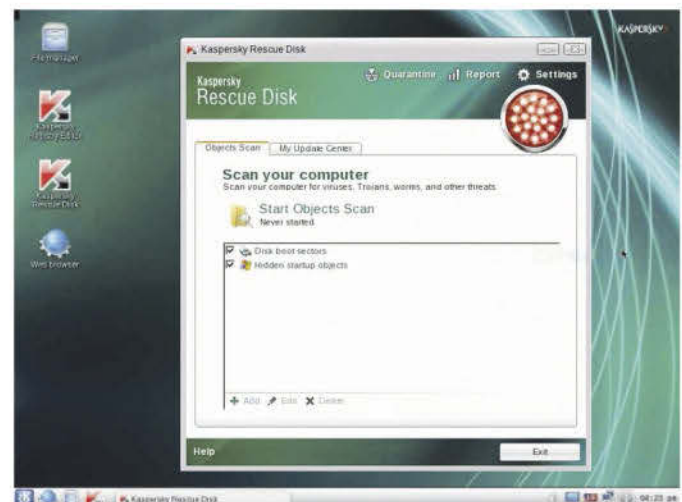 File manager
Kaspersky Registry Editor
Kaspersky Rescue Disk
Web browser
KASPERSKY
Kaspersky Rescue Disk
Kaspersky
Rescue Disk
Quarantine Report Settings
Objects Scan My Update Center
Scan your computer
Scan your computer for viruses. Trojans, worms, and other threats.
Start Objects Scan
Never started
Disk boot sectors
Hidden startup objects
Add Edit Delete
Help Exit
Kaspersky Rescue Disk